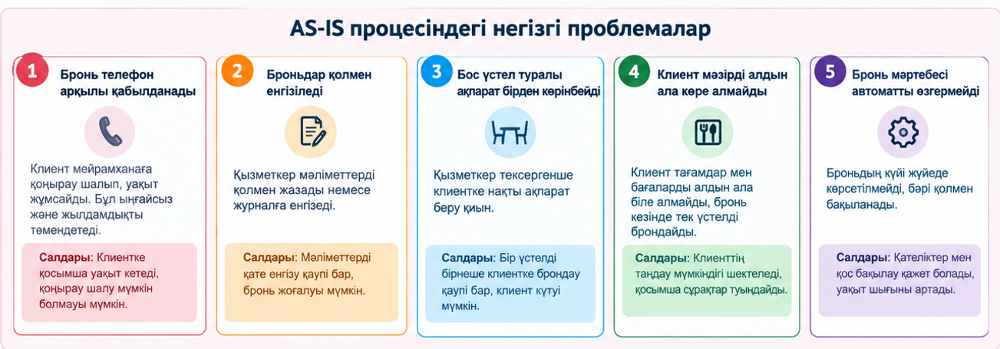 AS-IS процесіндегі негізгі проблемалар
1
Бронь телефон
арқылы қабылданады
Клиент мейрамханаға
қоңырау шалып, уақыт
жұмсайды. Бұл ыңғайсыз
және жылдамдықты
төмендетеді.
Салдары: Клиентке
қосымша уақыт кетеді,
қоңырау шалу мүмкін
болмауы мүмкін.
2
Броньдар қолмен
енгізіледі
Қызметкер мәліметтерді
қолмен жазады немесе
журналға енгізеді.
Салдары: Мәліметтерді
қате енгізу қаупі бар,
бронь жоғалуы мүмкін.
3
Бос үстел туралы
ақпарат бірден көрінбейді
Қызметкер тексергенше
клиентке нақты ақпарат
беру қиын.
Салдары: Бір үстелді
бірнеше клиентке брондау
қаупі бар, клиент күтуі
мүмкін.
4
Клиент мәзірді алдын
ала көре алмайды
Клиент тағамдар мен
бағаларды алдын ала
біле алмайды, бронь
кезінде тек үстелді
брондайды.
Салдары: Клиенттің
таңдау мүмкіндігі шектеледі,
қосымша сұрақтар туындайды.
5
Бронь мәртебесі
автоматты өзгермейді
Броньдың күйі жүйеде
көрсетілмейді, бәрі қолмен
бақыланады.
Салдары: Қателіктер мен
қос бақылау қажет болады,
уақыт шығыны артады.